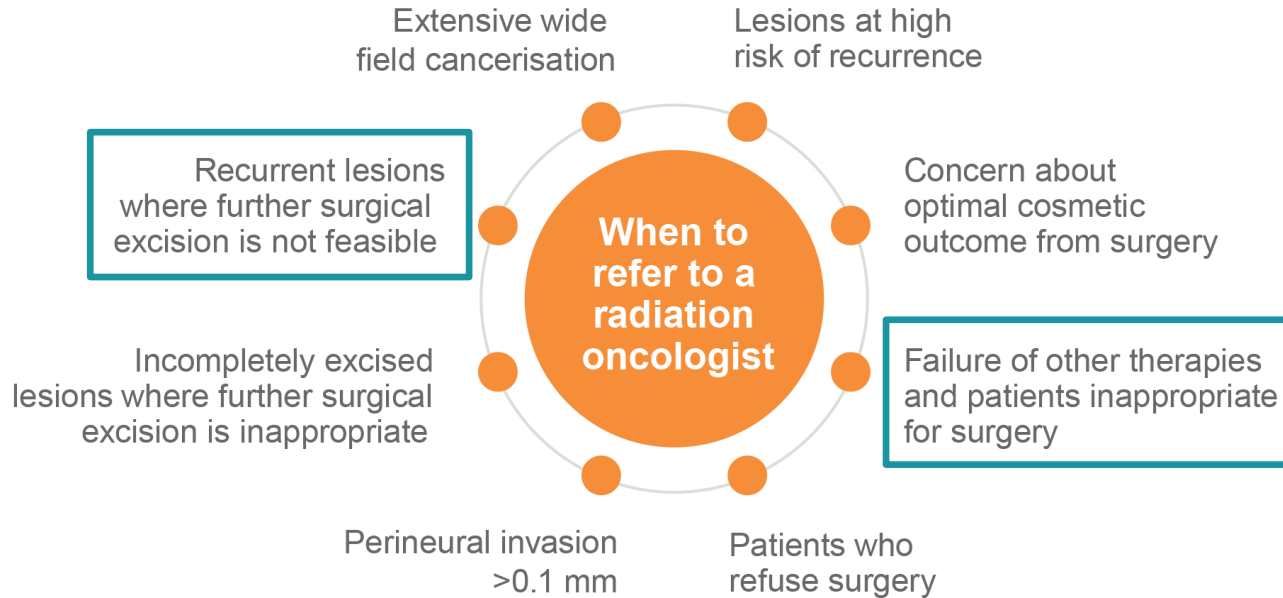 Extensive wide
field cancerisation
Lesions at high
risk of recurrence
Recurrent lesions
where further surgical
excision is not feasible
Concern about
optimal cosmetic
outcome from surgery
When to
refer to a
radiation
oncologist
Incompletely excised
lesions where further surgical
excision is inappropriate
Failure of other therapies
and patients inappropriate
for surgery
Perineural invasion
>0.1 mm
Patients who
refuse surgery